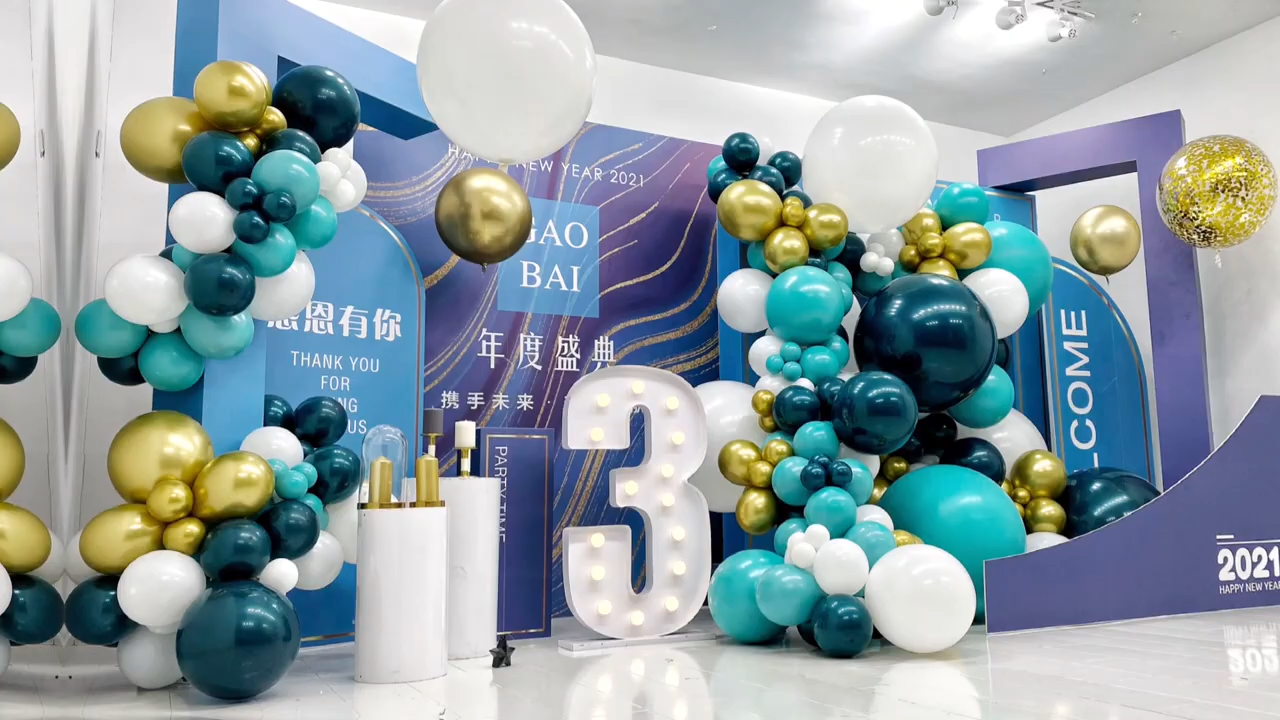 感恩有你
THANK YOU
FOR
US
HAPPY NEW YEAR 2021
GAO
BAI
年度盛典
携手未来·
PARTY TIME
3
2021
HAPPY NEW YEAR